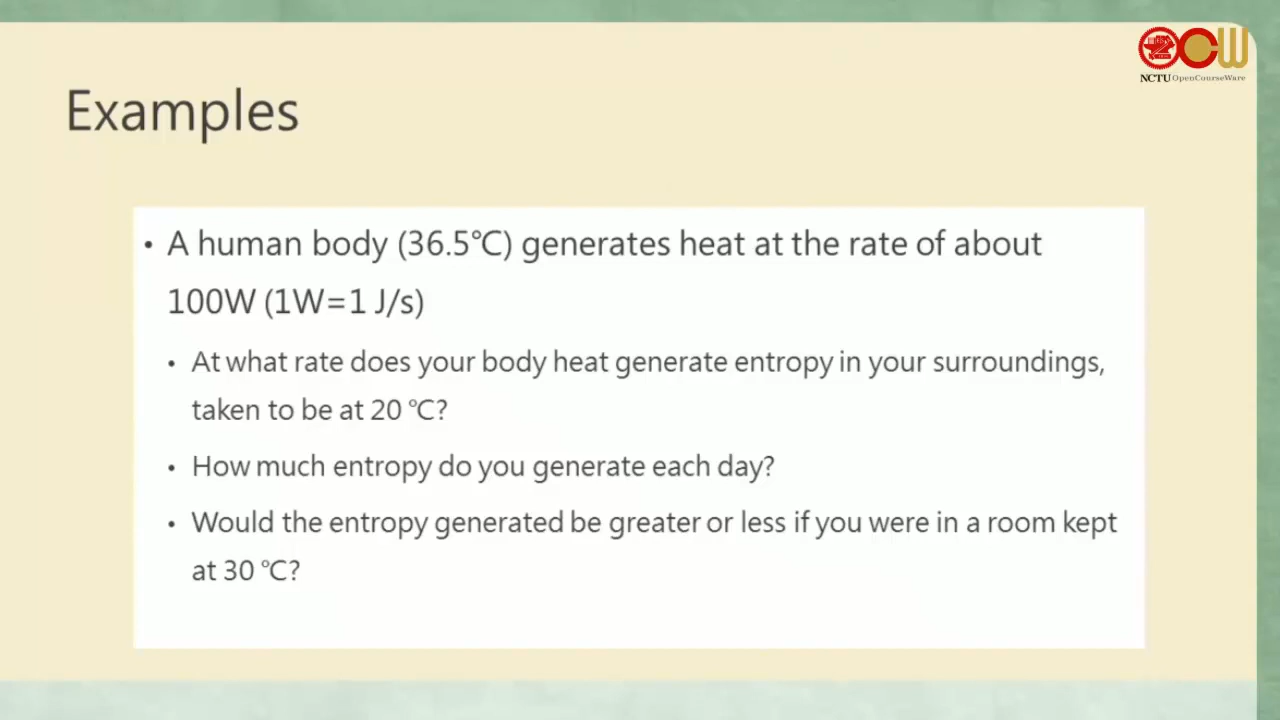 NCTU OpenCourseWare
Examples
• A human body (36.5℃) generates heat at the rate of about
100W (1W=1 J/s)
• At what rate does your body heat generate entropy in your surroundings,
taken to be at 20 ℃?
• How much entropy do you generate each day?
• Would the entropy generated be greater or less if you were in a room kept
at 30 ℃?